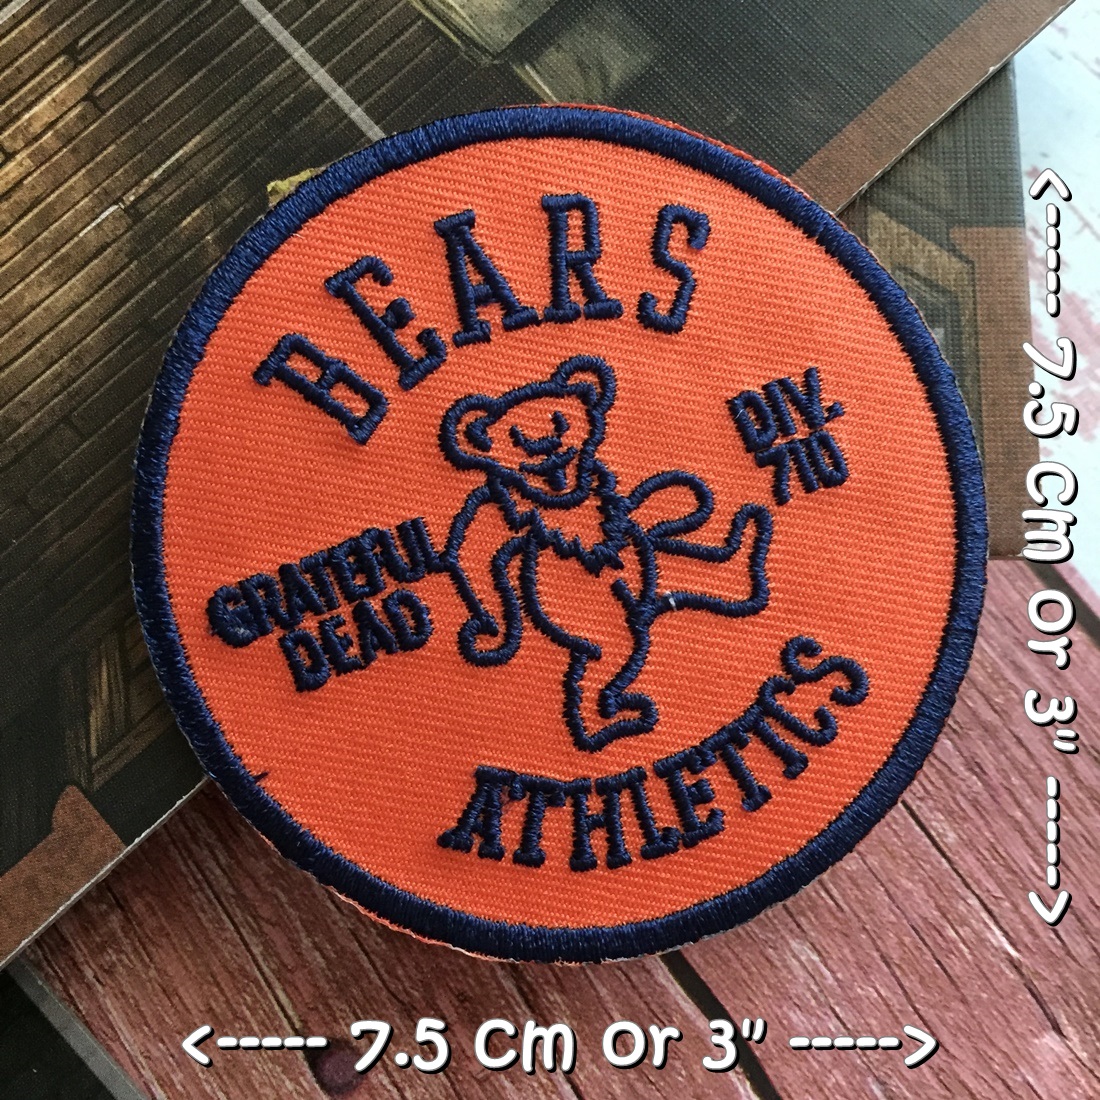 BEARS
DIV.
710
GRATEFUL
DEAD
ATHLETICS
<----- 7.5 Cm Or 3" ----->
<----- 7.5 Cm Or 3" ----->